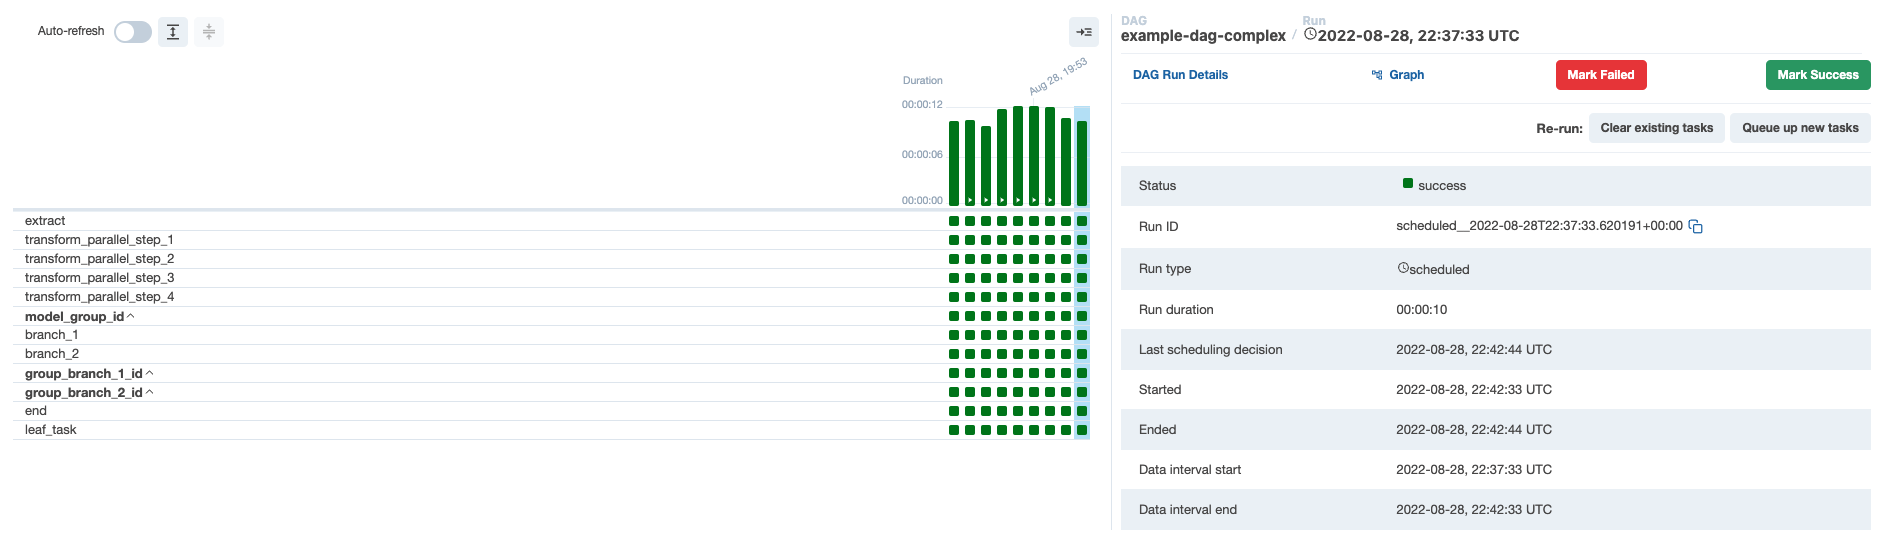 Auto-refresh
Duration
Aug 28, 19:53
00:00:12
00:00:06
00:00:00
extract
transform_parallel_step_1
transform_parallel_step_2
transform_parallel_step_3
transform_parallel_step_4
model_group_id
branch_1
branch_2
group_branch_1_id
group_branch_2_id
end
leaf_task
DAG Run
example-dag-complex / 2022-08-28, 22:37:33 UTC
DAG Run Details Graph Mark Failed Mark Success
Re-run: Clear existing tasks Queue up new tasks
Status success
Run ID scheduled__2022-08-28T22:37:33.620191+00:00
Run type scheduled
Run duration 00:00:10
Last scheduling decision 2022-08-28, 22:42:44 UTC
Started 2022-08-28, 22:42:33 UTC
Ended 2022-08-28, 22:42:44 UTC
Data interval start 2022-08-28, 22:37:33 UTC
Data interval end 2022-08-28, 22:42:33 UTC